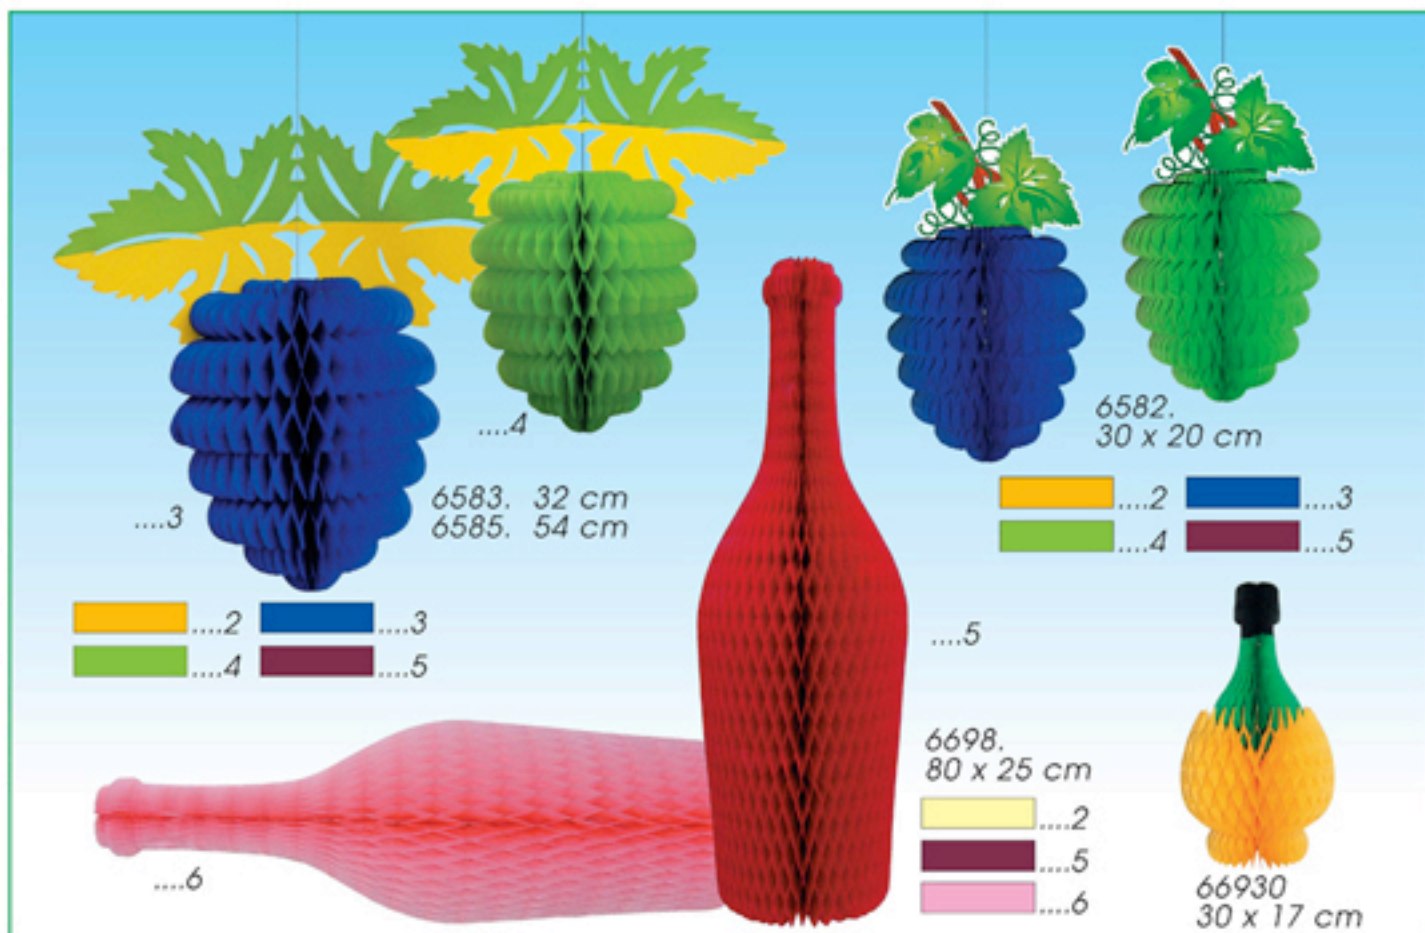 ....4
....3
6583. 32 cm
6585. 54 cm
....2 ....3
....4 ....5
6582.
30 x 20 cm
....2 ....3
....4 ....5
....5
6698.
80 x 25 cm
....2
....5
....6
....6
66930
30 x 17 cm